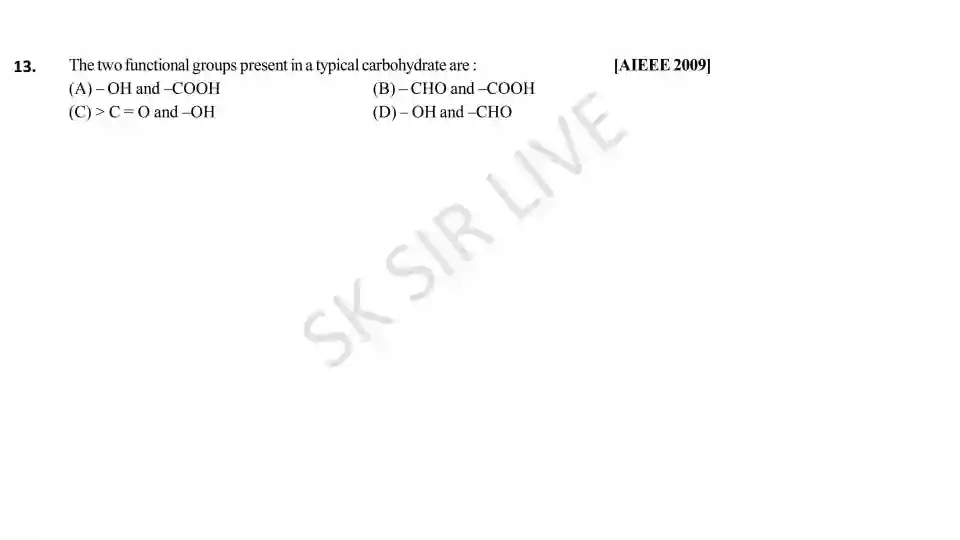 13. The two functional groups present in a typical carbohydrate are : [AIEEE 2009]
(A) – OH and –COOH (B) – CHO and –COOH
(C) > C = O and –OH (D) – OH and –CHO
SK SIR LIVE